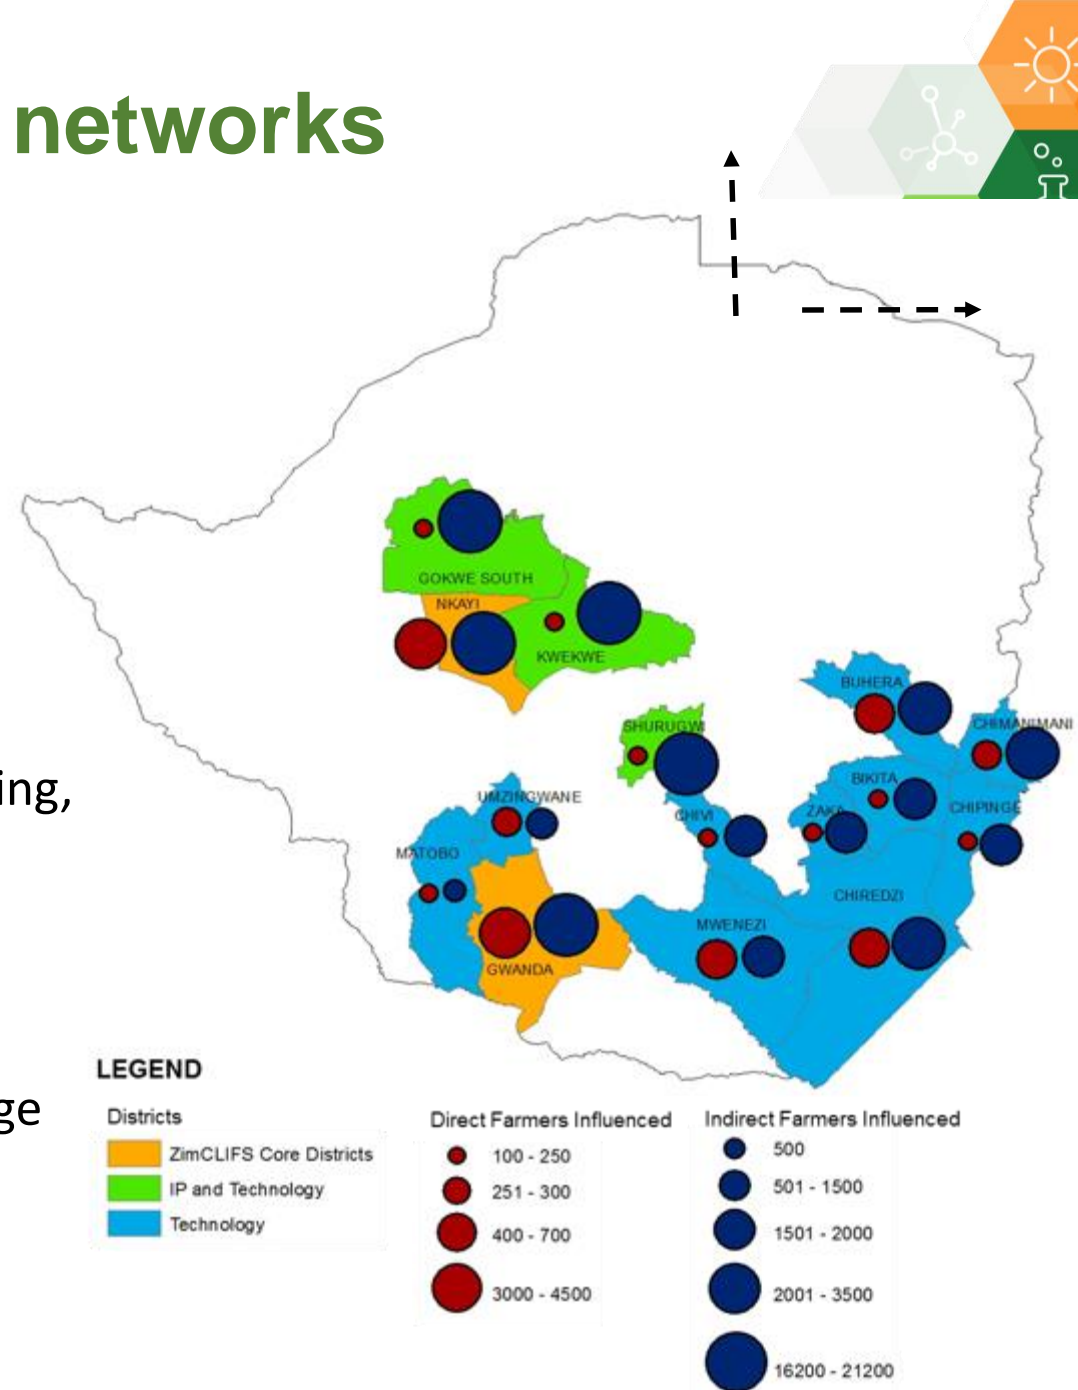 networks
GOKWE SOUTH
NKAYI
KWEKWE
BUHERA
SHURUGWI
CHIMANIMANI
BIKITA
ing,
UMZINGWANE
CHIPINGE
ZAKA
CHIVI
MATOBO
CHIREDZI
MWENEZI
GWANDA
LEGEND
ge
Districts
ZimCLIFS Core Districts
IP and Technology
Technology
Direct Farmers Influenced
100 - 250
251 - 300
400 - 700
3000 - 4500
Indirect Farmers Influenced
500
501 - 1500
1501 - 2000
2001 - 3500
16200 - 21200